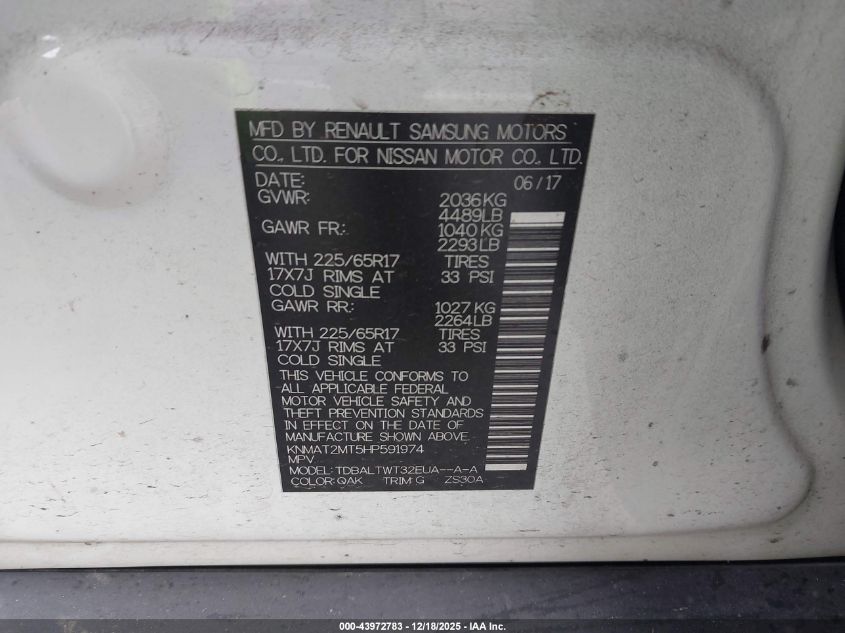 MFD BY RENAULT SAMSUNG MOTORS
CO., LTD. FOR NISSAN MOTOR CO., LTD.
DATE: 06/17
GVWR: 2036KG
4489LB
GAWR FR: 1040KG
2293LB
WITH 225/65R17 TIRES
17X7J RIMS AT 33 PSI
COLD SINGLE
GAWR RR: 1027KG
2264LB
WITH 225/65R17 TIRES
17X7J RIMS AT 33 PSI
COLD SINGLE
THIS VEHICLE CONFORMS TO
ALL APPLICABLE FEDERAL
MOTOR VEHICLE SAFETY AND
THEFT PREVENTION STANDARDS
IN EFFECT ON THE DATE OF
MANUFACTURE SHOWN ABOVE.
KNMAT2MT5HP591974
MPV
MODEL: TDBALTWT32EUA--A-A
COLOR: QAK TRIM: G ZS30A
000-43972783 - 12/18/2025 - IAA Inc.